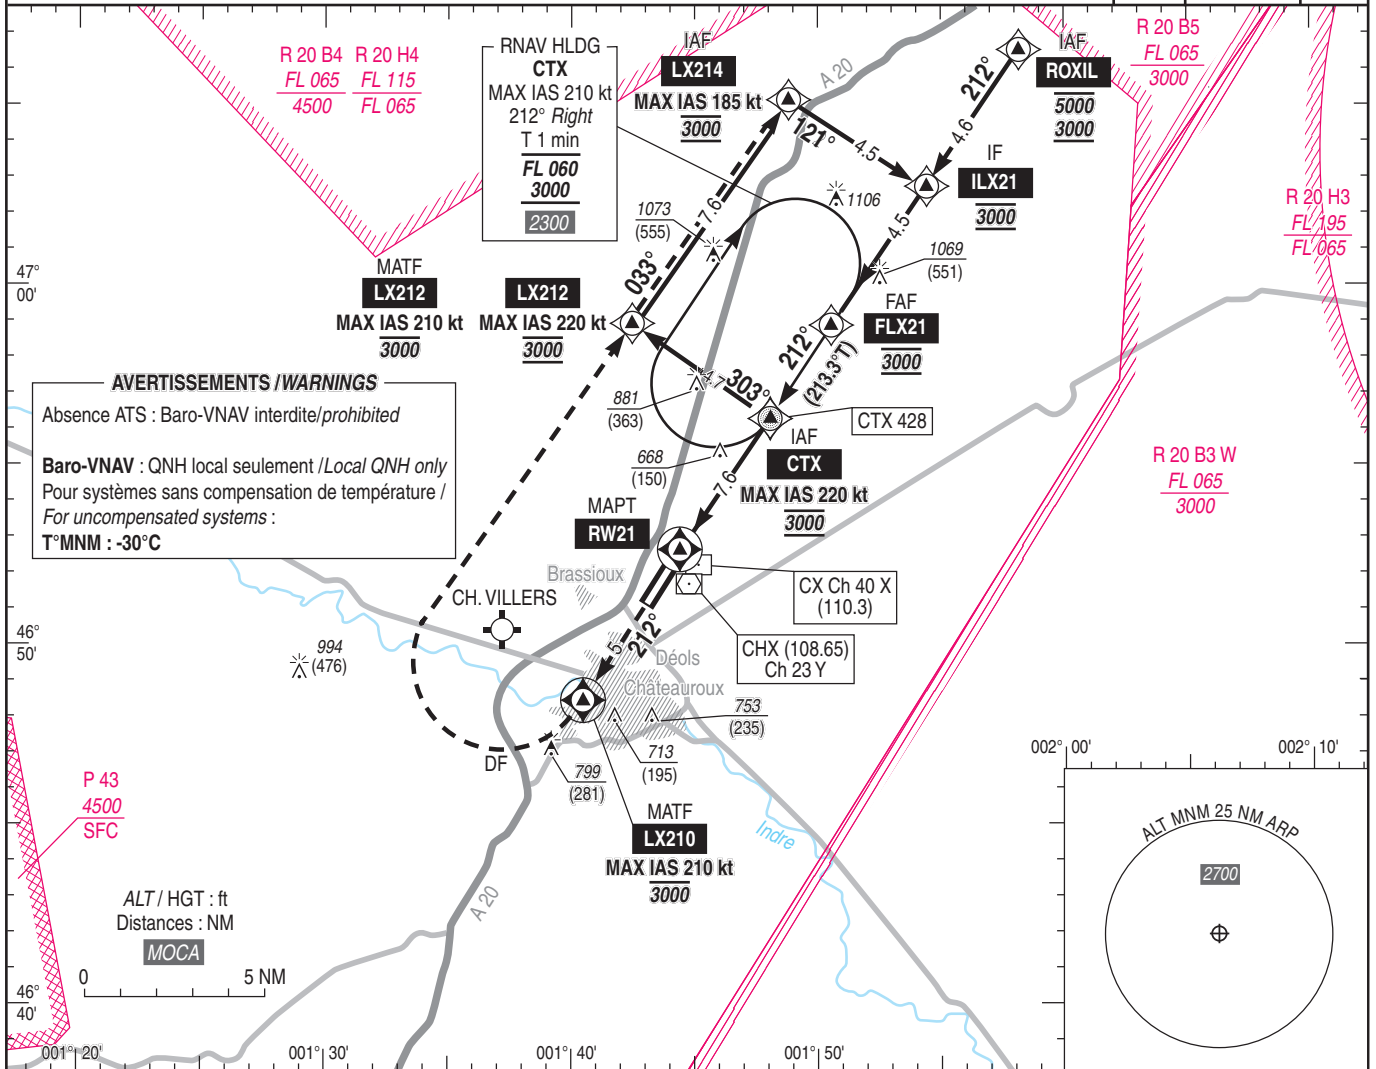 R 20 B4
FL 065
4500
R 20 H4
FL 115
FL 065
RNAV HLDG
CTX
MAX IAS 210 kt
212° Right
T 1 min
FL 060
3000
2300
IAF
LX214
MAX IAS 185 kt
3000
A 20
IAF
ROXIL
5000
3000
R 20 B5
FL 065
3000
212°
4.6
121°
4.5
IF
ILX21
3000
1106
R 20 H3
FL 195
FL 065
1073
(555)
7.6
033°
4.5
1069
(551)
47°
00'
MATF
LX212
MAX IAS 210 kt
3000
LX212
MAX IAS 220 kt
3000
FAF
FLX21
3000
212°
(213.3°T)
AVERTISSEMENTS / WARNINGS
Absence ATS : Baro-VNAV interdite/prohibited
Baro-VNAV : QNH local seulement / Local QNH only
Pour systèmes sans compensation de température /
For uncompensated systems :
T°MNM : -30°C
4.7
303°
881
(363)
CTX 428
668
(150)
IAF
CTX
MAX IAS 220 kt
3000
7.6
R 20 B3 W
FL 065
3000
MAPT
RW21
Brassioux
CX Ch 40 X
(110.3)
CH. VILLERS
46°
50'
994
(476)
5
212°
CHX (108.65)
Ch 23 Y
Déols
Châteauroux
753
(235)
713
(195)
DF
799
(281)
MATF
LX210
MAX IAS 210 kt
3000
Indre
002° 00'
002° 10'
P 43
4500
SFC
ALT MNM 25 NM ARP
2700
A 20
ALT / HGT : ft
Distances : NM
MOCA
0 5 NM
46°
40'
001° 20'
001° 30'
001° 40'
001° 50'